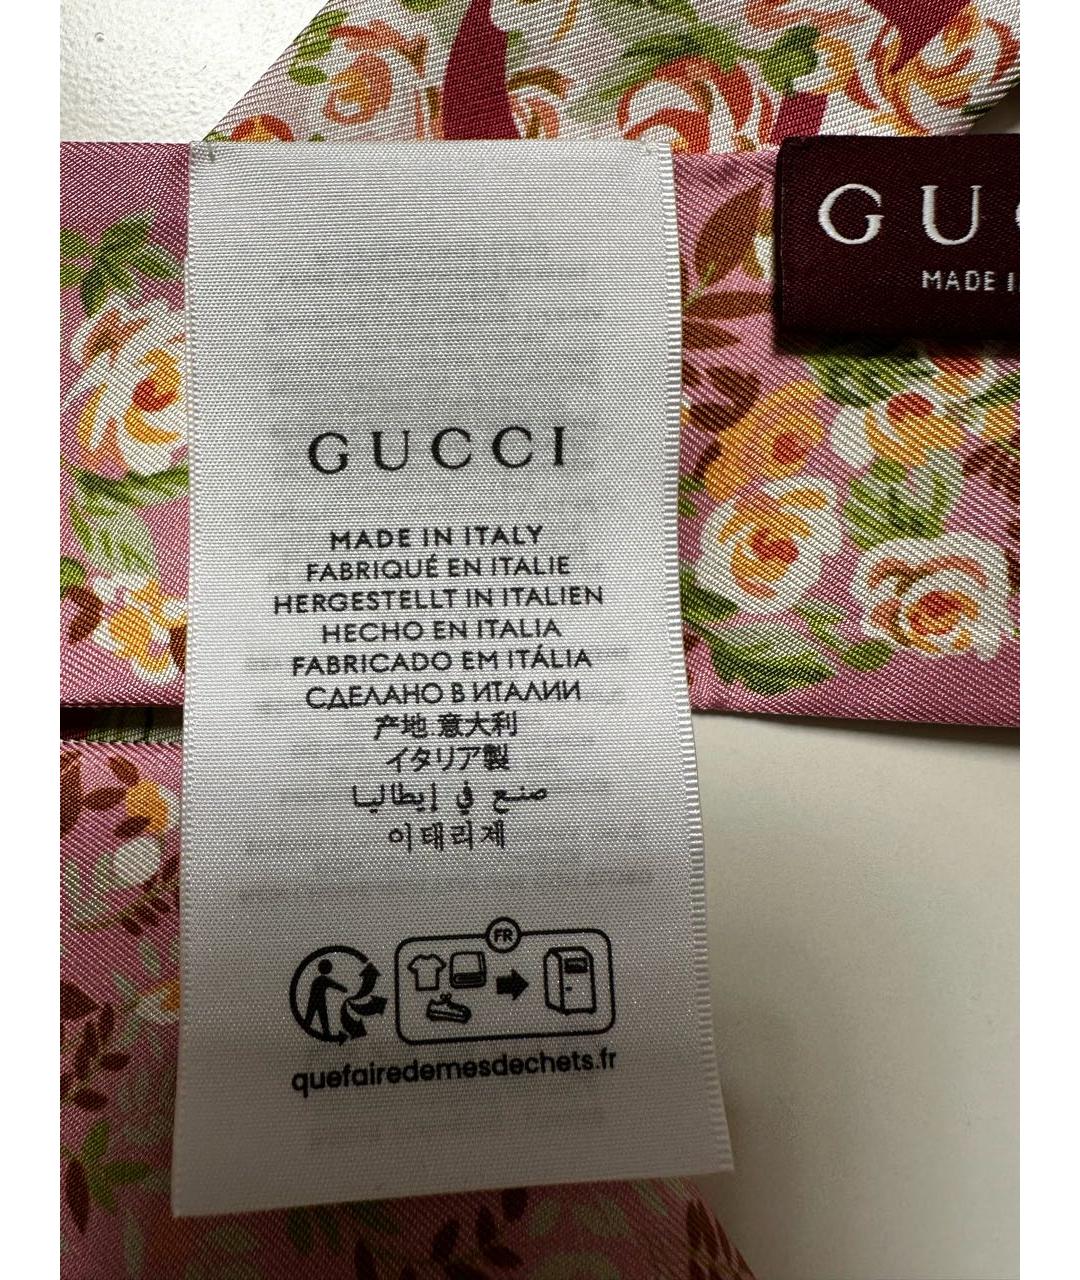 GU
MADE I
GUCCI
MADE IN ITALY
FABRIQUÉ EN ITALIE
HERGESTELLT IN ITALIEN
HECHO EN ITALIA
FABRICADO EM ITÁLIA
СДЕЛАНО В ИТАЛИИ
产地 意大利
イタリア製
صنع في إيطاليا
이태리제
FR
quefairedemesdechets.fr